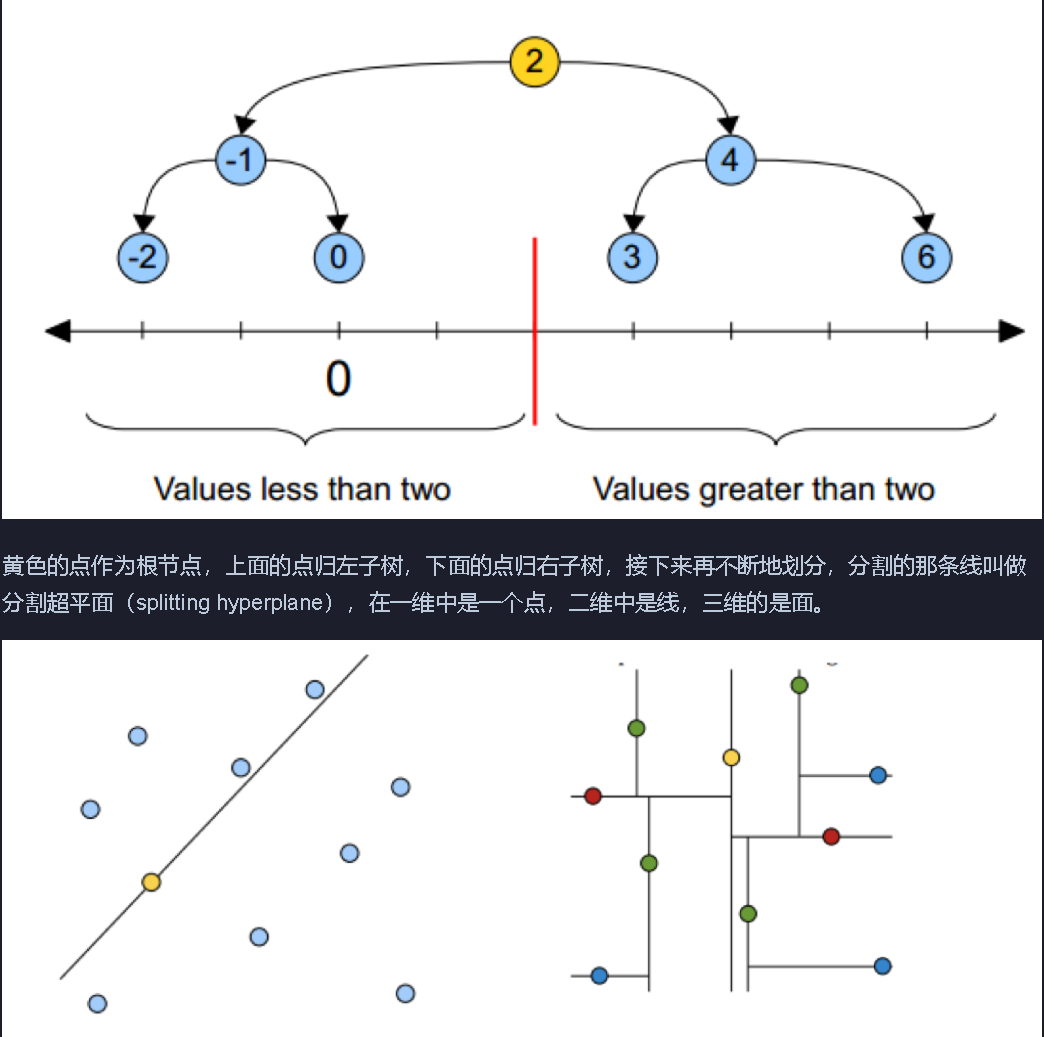 2
-1
4
-2
0
3
6
0
Values less than two
Values greater than two
黄色的点作为根节点，上面的点归左子树，下面的点归右子树，接下来再不断地划分，分割的那条线叫做
分割超平面（splitting hyperplane），在一维中是一个点，二维中是线，三维的是面。